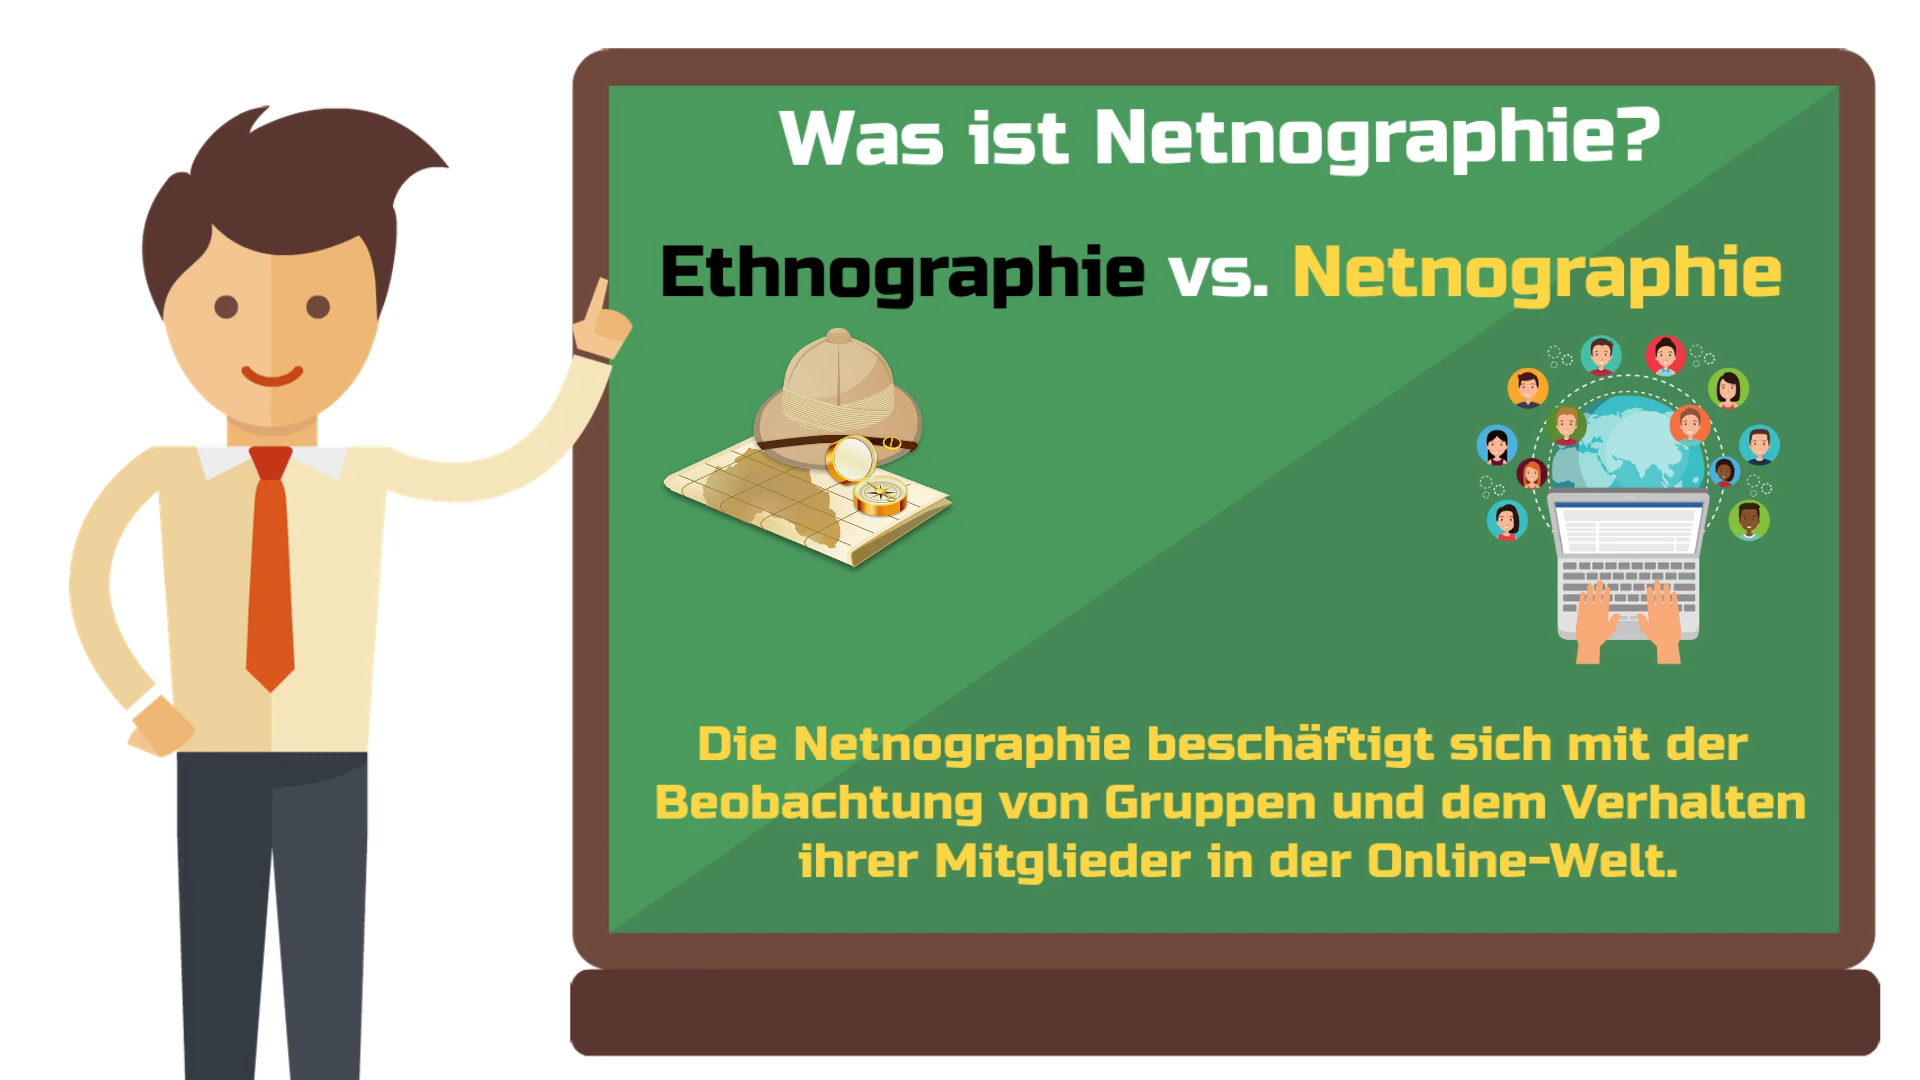 Was ist Netnographie?
Ethnographie vs. Netnographie
Die Netnographie beschäftigt sich mit der
Beobachtung von Gruppen und dem Verhalten
ihrer Mitglieder in der Online-Welt.